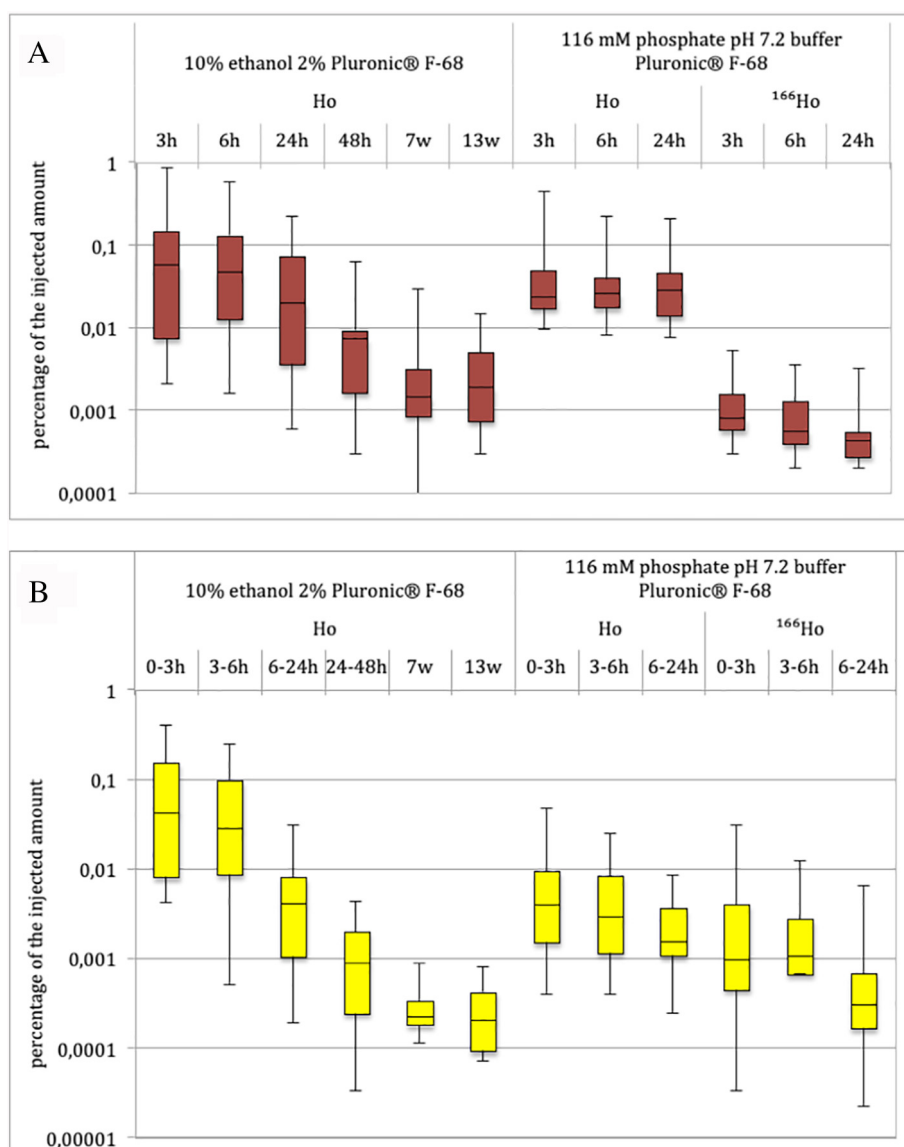 A
10% ethanol 2% Pluronic® F-68
116 mM phosphate pH 7.2 buffer
Pluronic® F-68
Ho
Ho
¹⁶⁶Ho
3h 6h 24h 48h 7w 13w 3h 6h 24h 3h 6h 24h
percentage of the injected amount
1
0,1
0,01
0,001
0,0001
B
10% ethanol 2% Pluronic® F-68
116 mM phosphate pH 7.2 buffer
Pluronic® F-68
Ho
Ho
¹⁶⁶Ho
0-3h 3-6h 6-24h 24-48h 7w 13w 0-3h 3-6h 6-24h 0-3h 3-6h 6-24h
percentage of the injected amount
1
0,1
0,01
0,001
0,0001
0,00001